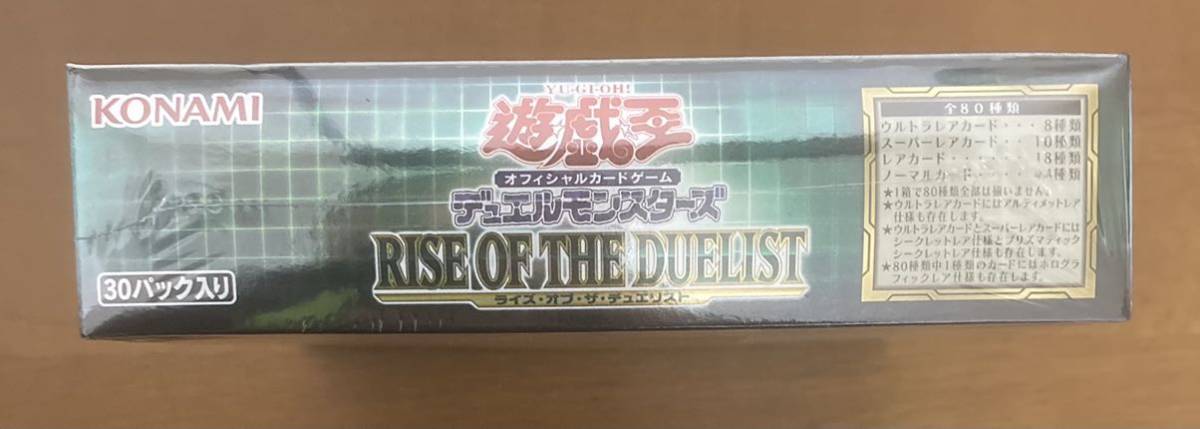 KONAMI
YU-GI-OH!
遊戯王
オフィシャルカードゲーム
デュエルモンスターズ
RISE OF THE DUELIST
ライズ・オブ・ザ・デュエリスト
30パック入り
全80種類
ウルトラレアカード・・・8種類
スーパーレアカード・・10種類
レアカード・・・・・・18種類
ノーマルカード・・・・4種類
★1箱で80種類全部は揃いません。
★ウルトラレアカードにはアルティメットレア
仕様も存在します。
★ウルトラレアカードとスーパーレアカードには
シークレットレア仕様とプリズマティック
シークレットレア仕様も存在します。
★80種類中1種類のカードにはホログラ
フィックレア仕様も存在します。